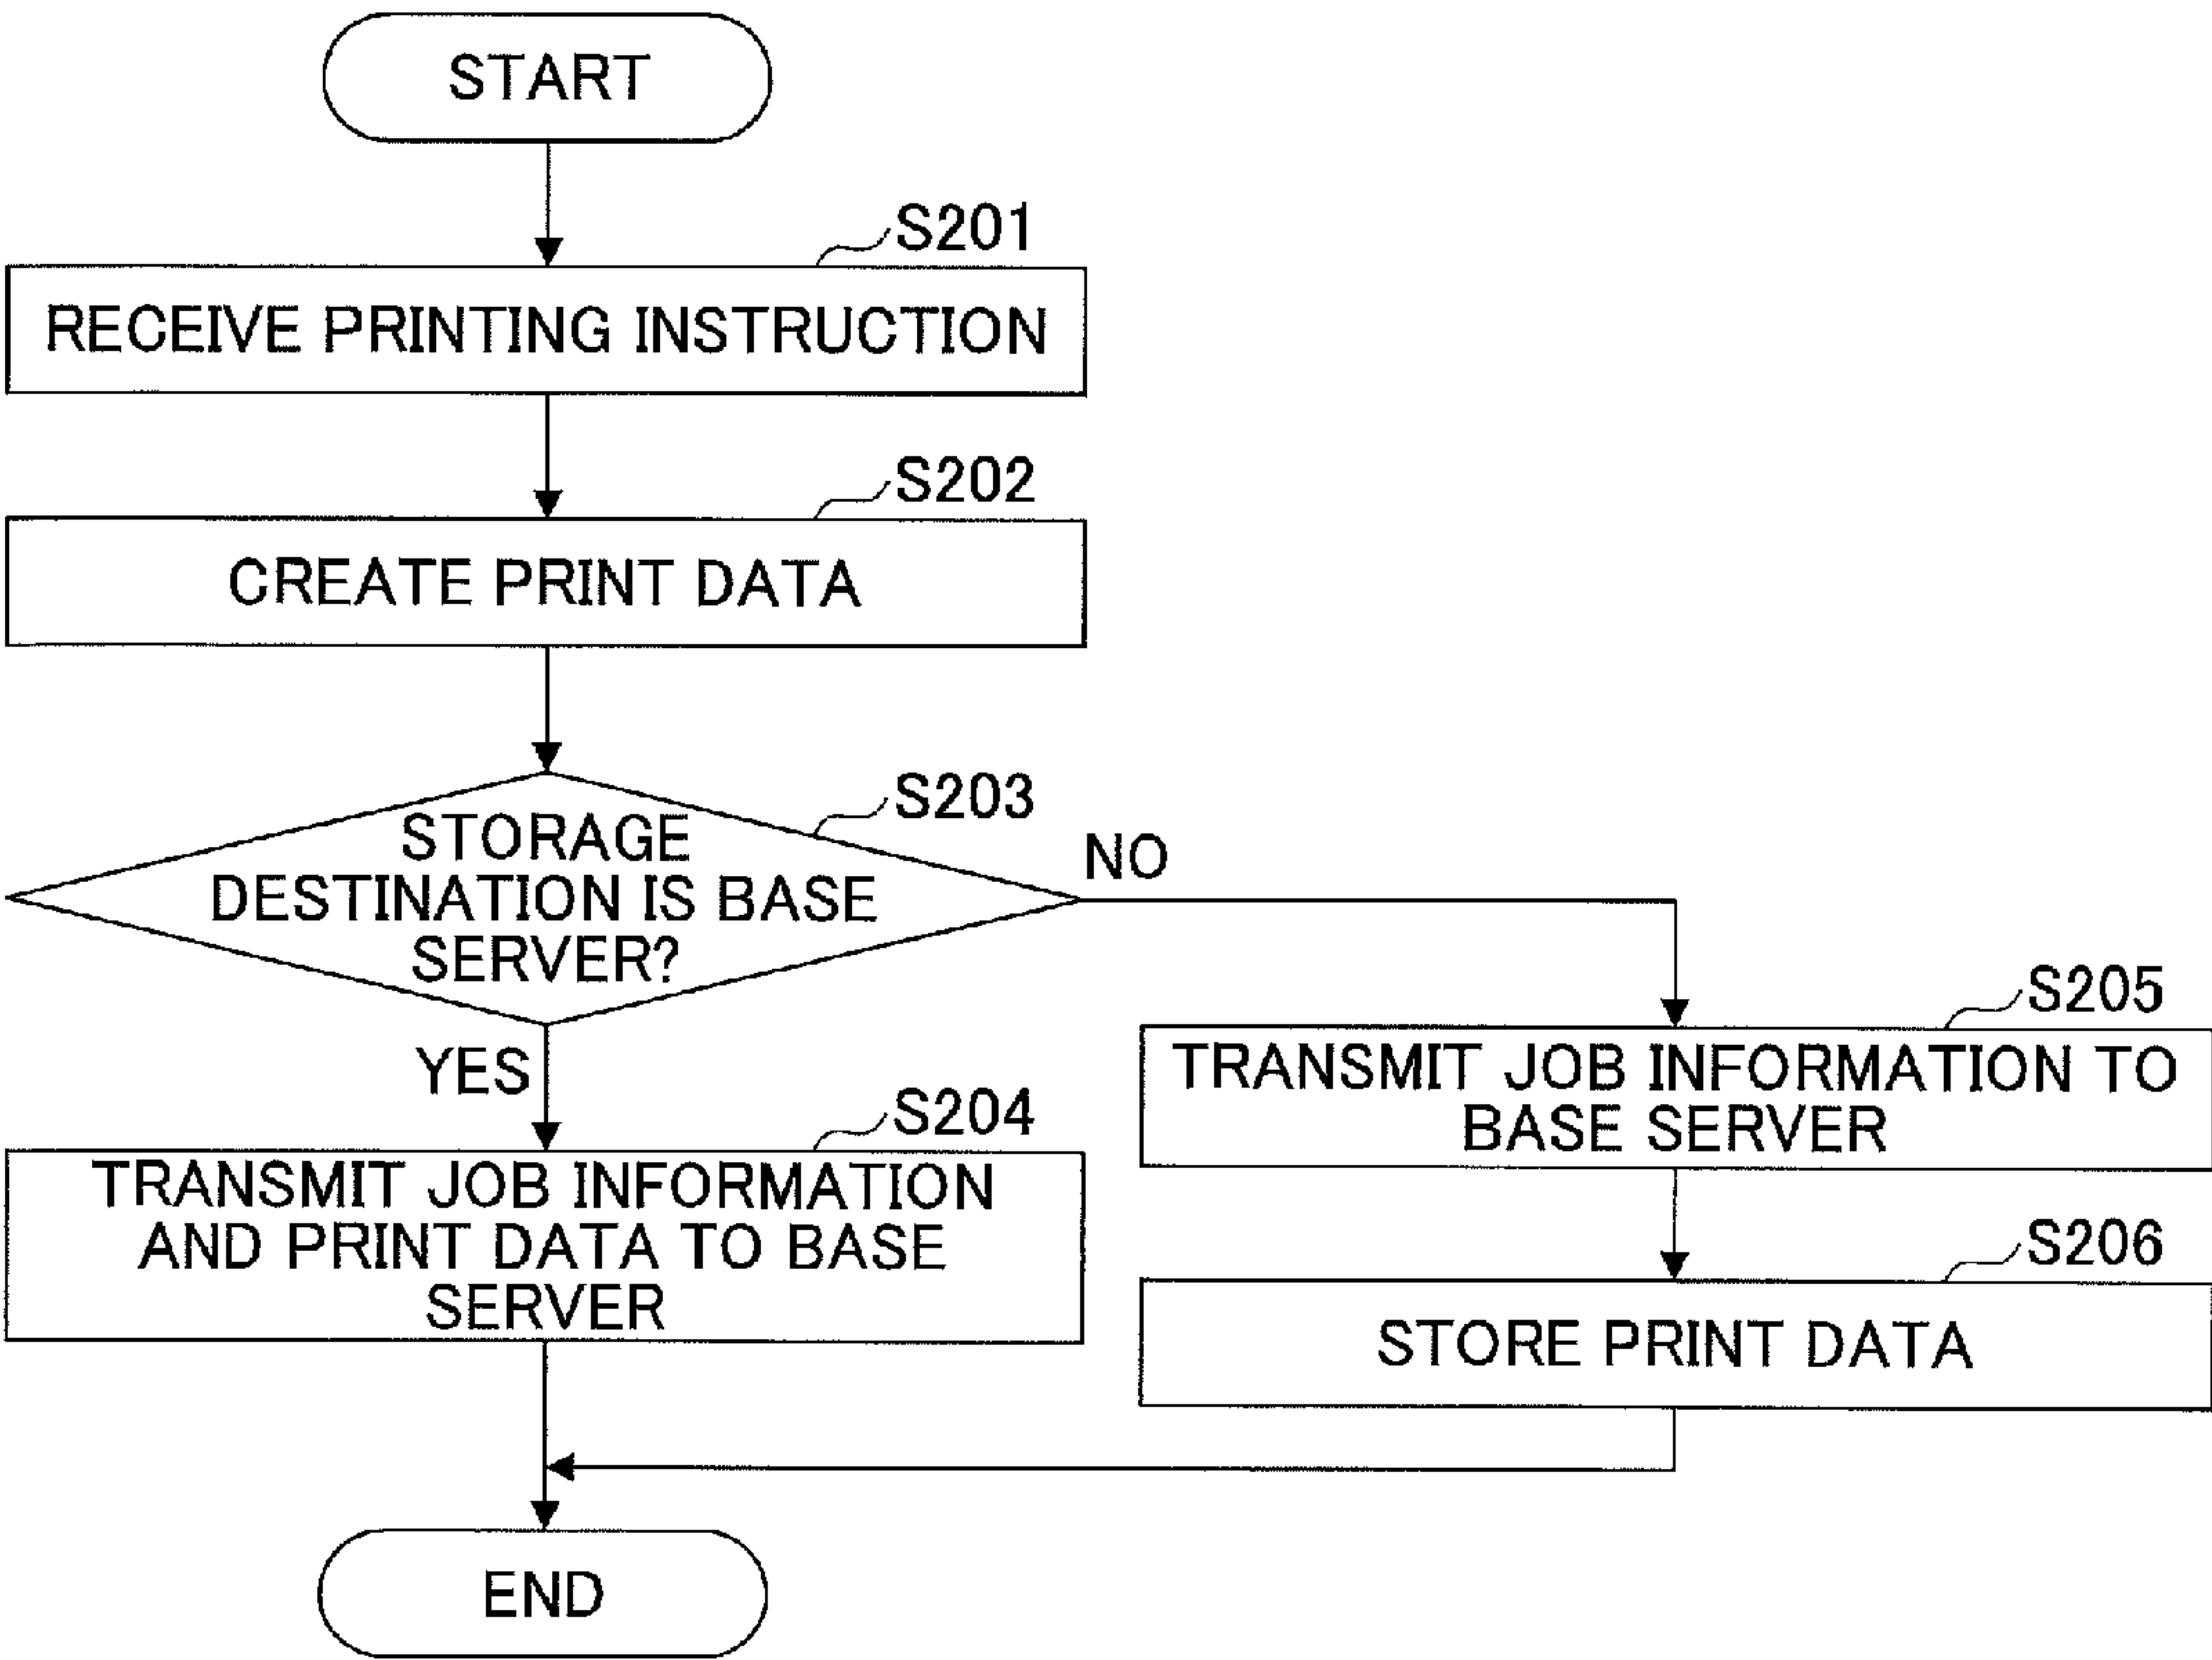 START
S201
RECEIVE PRINTING INSTRUCTION
S202
CREATE PRINT DATA
S203
STORAGE
DESTINATION IS BASE
SERVER?
NO
YES
S204
TRANSMIT JOB INFORMATION
AND PRINT DATA TO BASE
SERVER
S205
TRANSMIT JOB INFORMATION TO
BASE SERVER
S206
STORE PRINT DATA
END